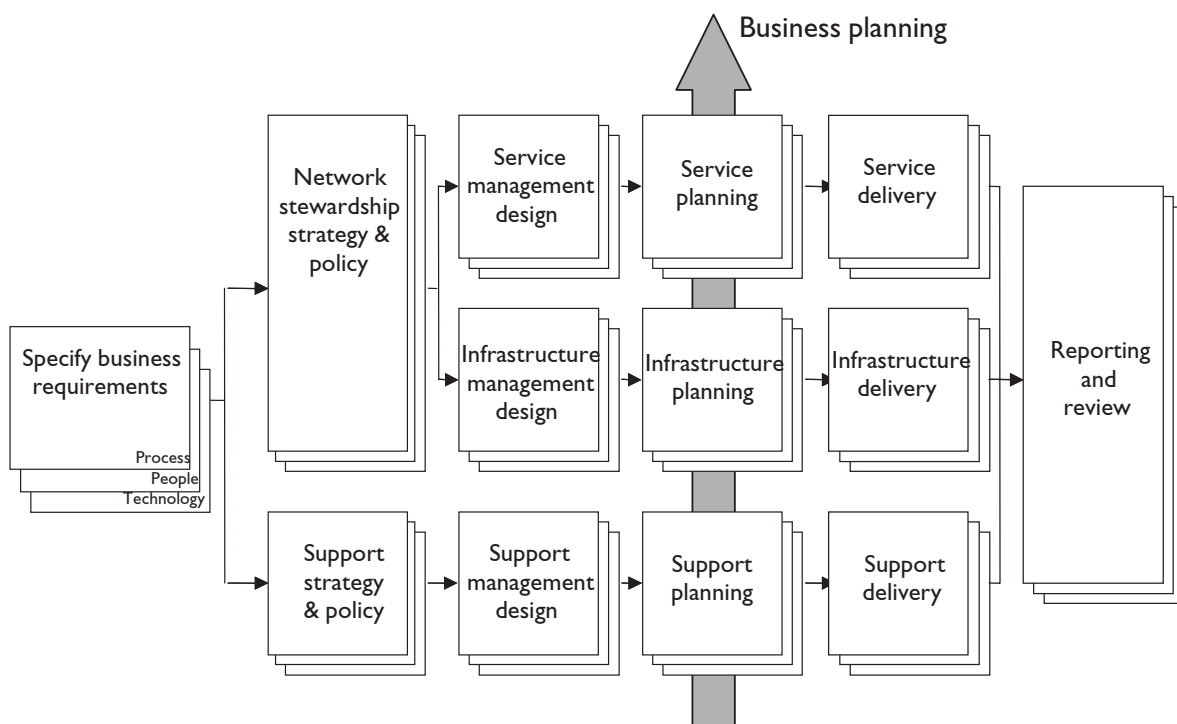 Business planning
Network
stewardship
strategy &
policy
Service
management
design
Service
planning
Service
delivery
Specify business
requirements
Process
People
Technology
Infrastructure
management
design
Infrastructure
planning
Infrastructure
delivery
Reporting
and
review
Support
strategy
& policy
Support
management
design
Support
planning
Support
delivery